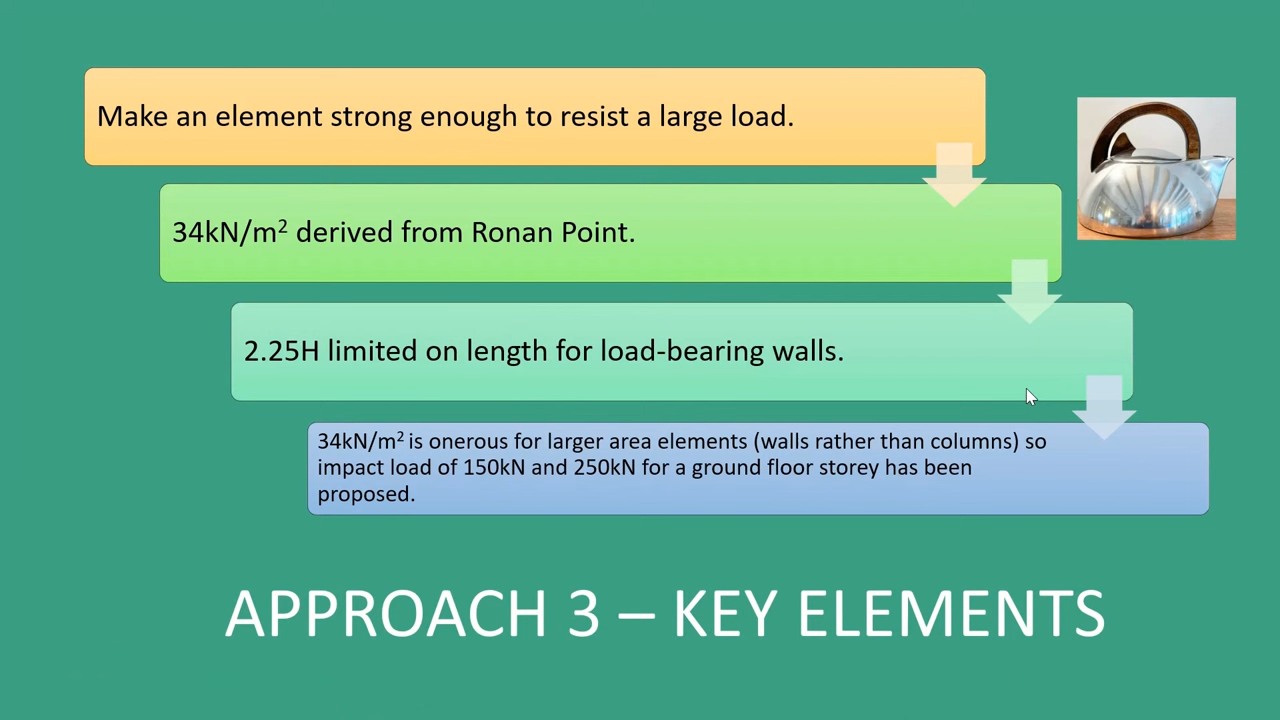 Make an element strong enough to resist a large load.
34kN/m² derived from Ronan Point.
2.25H limited on length for load-bearing walls.
34kN/m² is onerous for larger area elements (walls rather than columns) so
impact load of 150kN and 250kN for a ground floor storey has been
proposed.
APPROACH 3 – KEY ELEMENTS